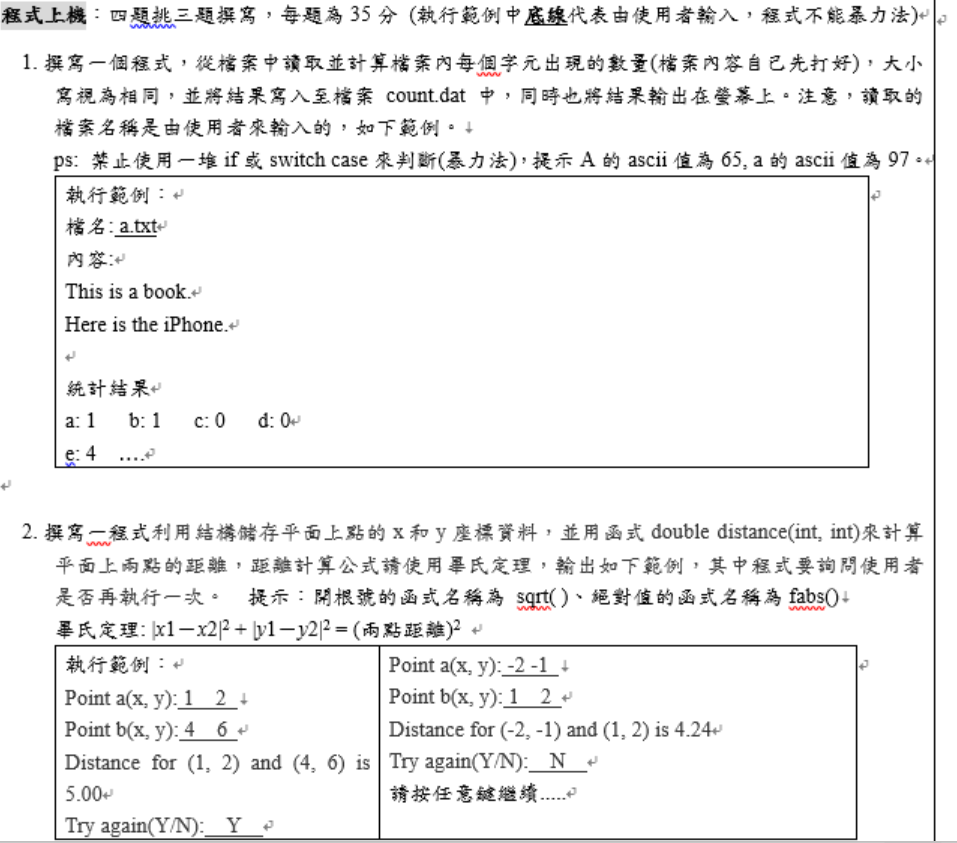 程式上機：四題挑三題撰寫，每題為 35 分 (執行範例中底線代表由使用者輸入，程式不能暴力法)
1. 撰寫一個程式，從檔案中讀取並計算檔案內每個字元出現的數量(檔案內容自己先打好)，大小
寫視為相同，並將結果寫入至檔案 count.dat 中，同時也將結果輸出在螢幕上。注意，讀取的
檔案名稱是由使用者來輸入的，如下範例。
ps: 禁止使用一堆 if 或 switch case 來判斷(暴力法)，提示 A 的 ascii 值為 65, a 的 ascii 值為 97。
執行範例：
檔名: a.txt
內容:
This is a book.
Here is the iPhone.
統計結果
a: 1 b: 1 c: 0 d: 0
e: 4 ….
2. 撰寫一程式利用結構儲存平面上點的 x 和 y 座標資料，並用函式 double distance(int, int)來計算
平面上兩點的距離，距離計算公式請使用畢氏定理，輸出如下範例，其中程式要詢問使用者
是否再執行一次。 提示：開根號的函式名稱為 sqrt( )、絕對值的函式名稱為 fabs()
畢氏定理: |x1－x2|² + |y1－y2|² = (兩點距離)²
執行範例：
Point a(x, y): 1 2
Point b(x, y): 4 6
Distance for (1, 2) and (4, 6) is
5.00
Try again(Y/N): Y
Point a(x, y): -2 -1
Point b(x, y): 1 2
Distance for (-2, -1) and (1, 2) is 4.24
Try again(Y/N): N
請按任意鍵繼續.....